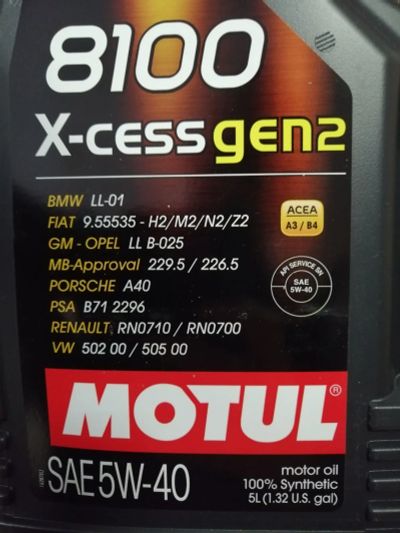 8100
X-cess gen2
BMW LL-01
FIAT 9.55535 - H2/M2/N2/Z2
GM - OPEL LL B-025
MB-Approval 229.5 / 226.5
PORSCHE A40
PSA B71 2296
RENAULT RN0710 / RN0700
VW 502 00 / 505 00
ACEA
A3 / B4
API SERVICE SN
SAE
5W-40
MOTUL®
SAE 5W-40
motor oil
100% Synthetic
5L (1.32 U.S. gal)